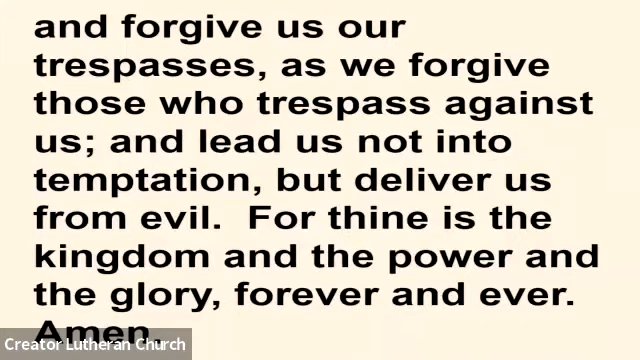 and forgive us our
trespasses, as we forgive
those who trespass against
us; and lead us not into
temptation, but deliver us
from evil.  For thine is the
kingdom and the power and
the glory, forever and ever.
Amen.
Creator Lutheran Church